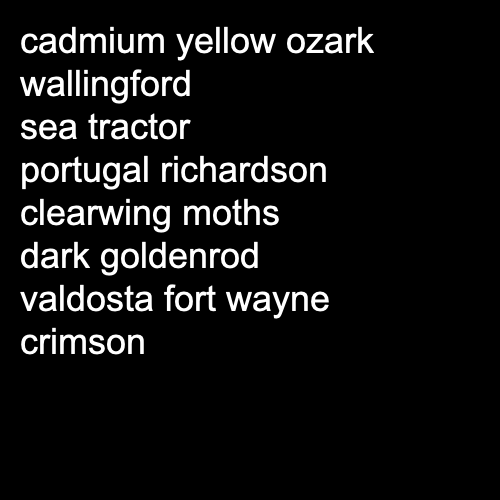 cadmium yellow ozark
wallingford
sea tractor
portugal richardson
clearwing moths
dark goldenrod
valdosta fort wayne
crimson